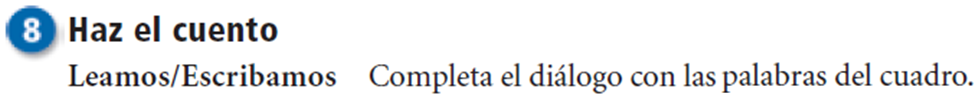 8 Haz el cuento
Leamos/Escribamos Completa el diálogo con las palabras del cuadro.